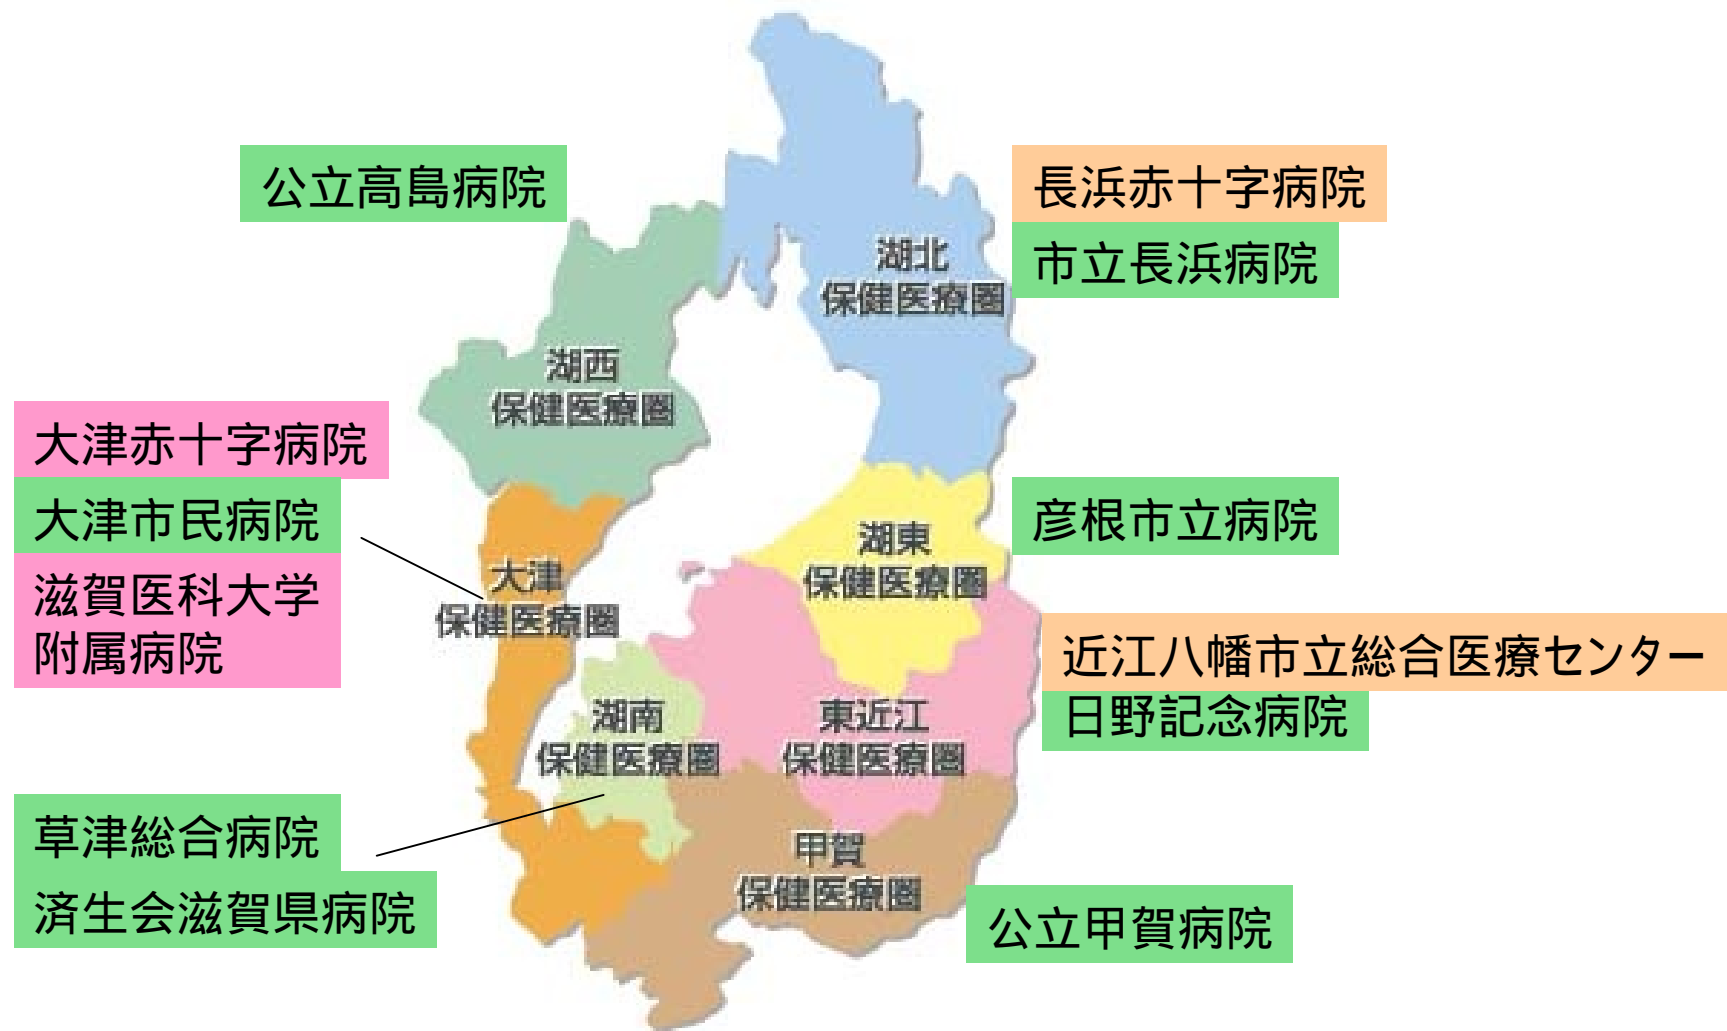 公立高島病院
長浜赤十字病院
市立長浜病院
湖北
保健医療圏
湖西
保健医療圏
大津赤十字病院
大津市民病院
滋賀医科大学
附属病院
彦根市立病院
湖東
保健医療圏
大津
保健医療圏
近江八幡市立総合医療センター
日野記念病院
湖南
保健医療圏
東近江
保健医療圏
草津総合病院
済生会滋賀県病院
甲賀
保健医療圏
公立甲賀病院